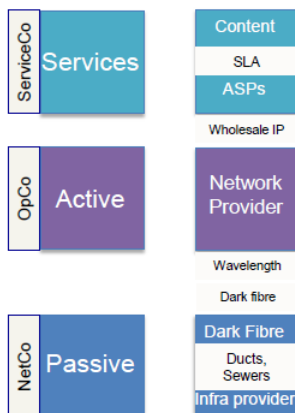 ServiceCo
Services
Content
SLA
ASPs
Wholesale IP
OpCo
Active
Network
Provider
Wavelength
Dark fibre
NetCo
Passive
Dark Fibre
Ducts,
Sewers
Infra provider